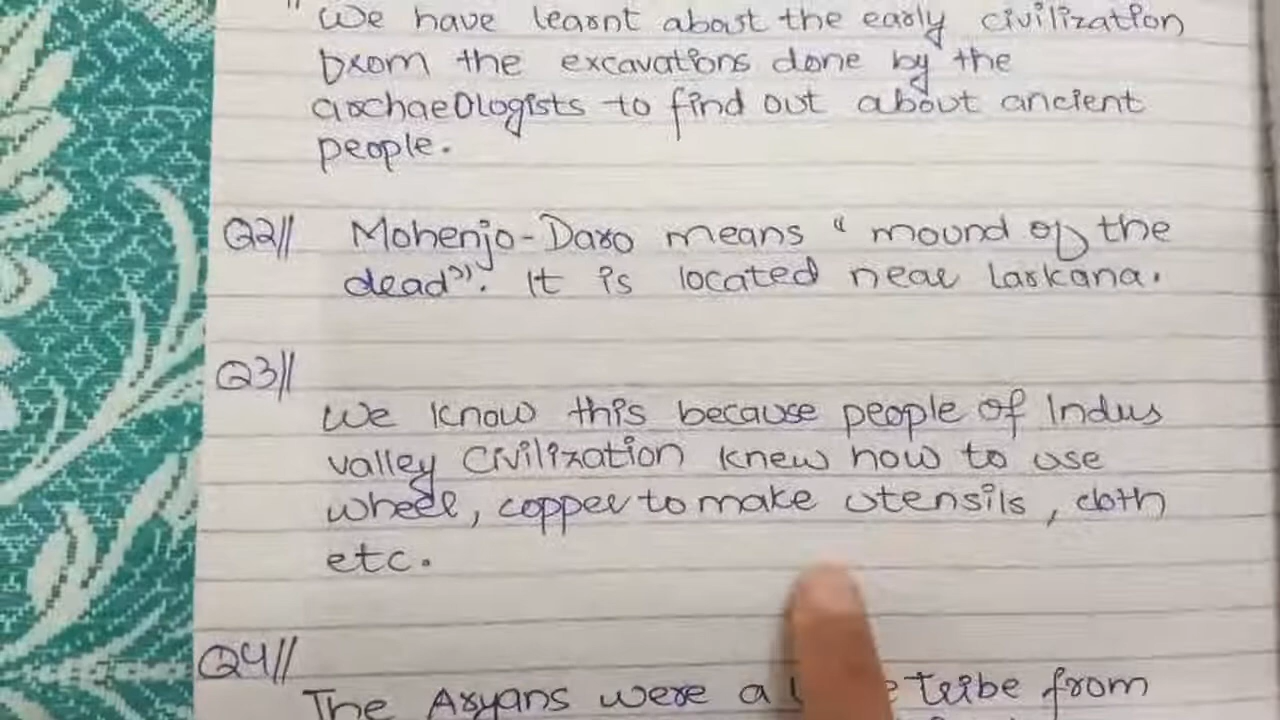 "We have learnt about the early civilization
from the excavations done by the
archaeologists to find out about ancient
people.
Q2// Mohenjo-Daro means "mound of the
dead". It is located near Larkana.
Q3//
We know this because people of Indus
valley Civilization knew how to use
wheel, copper to make utensils, cloth
etc.
Q4//
The Aryans were a tribe from